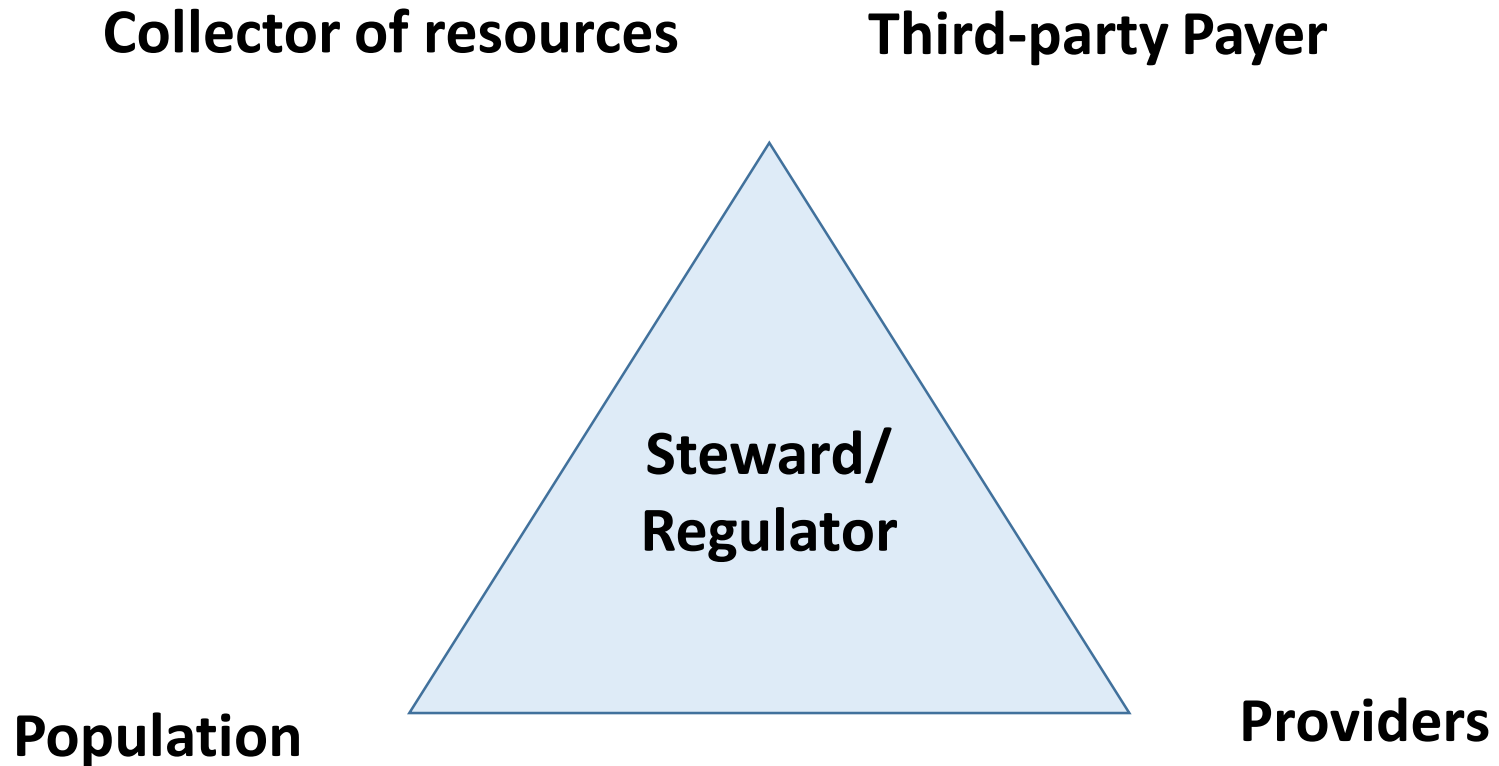 Collector of resources
Third-party Payer
Steward/
Regulator
Population
Providers